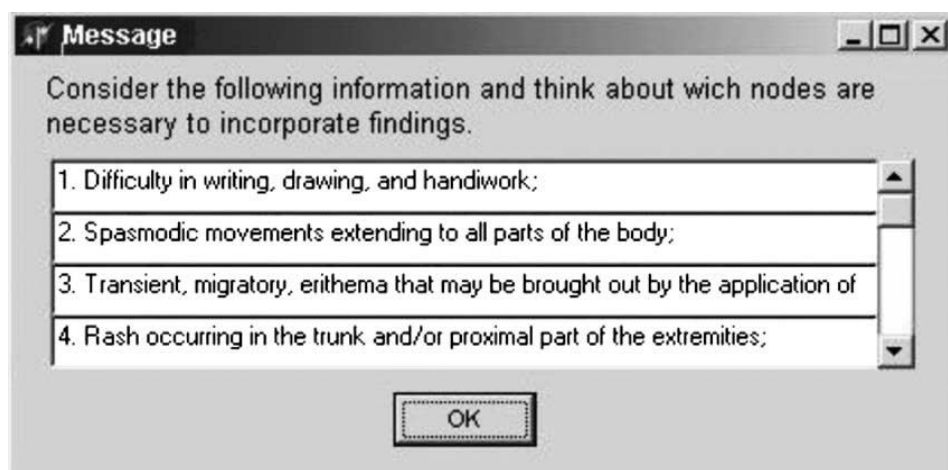 Message
Consider the following information and think about wich nodes are
necessary to incorporate findings.
1. Difficulty in writing, drawing, and handiwork;
2. Spasmodic movements extending to all parts of the body;
3. Transient, migratory, erithema that may be brought out by the application of
4. Rash occurring in the trunk and/or proximal part of the extremities;
OK